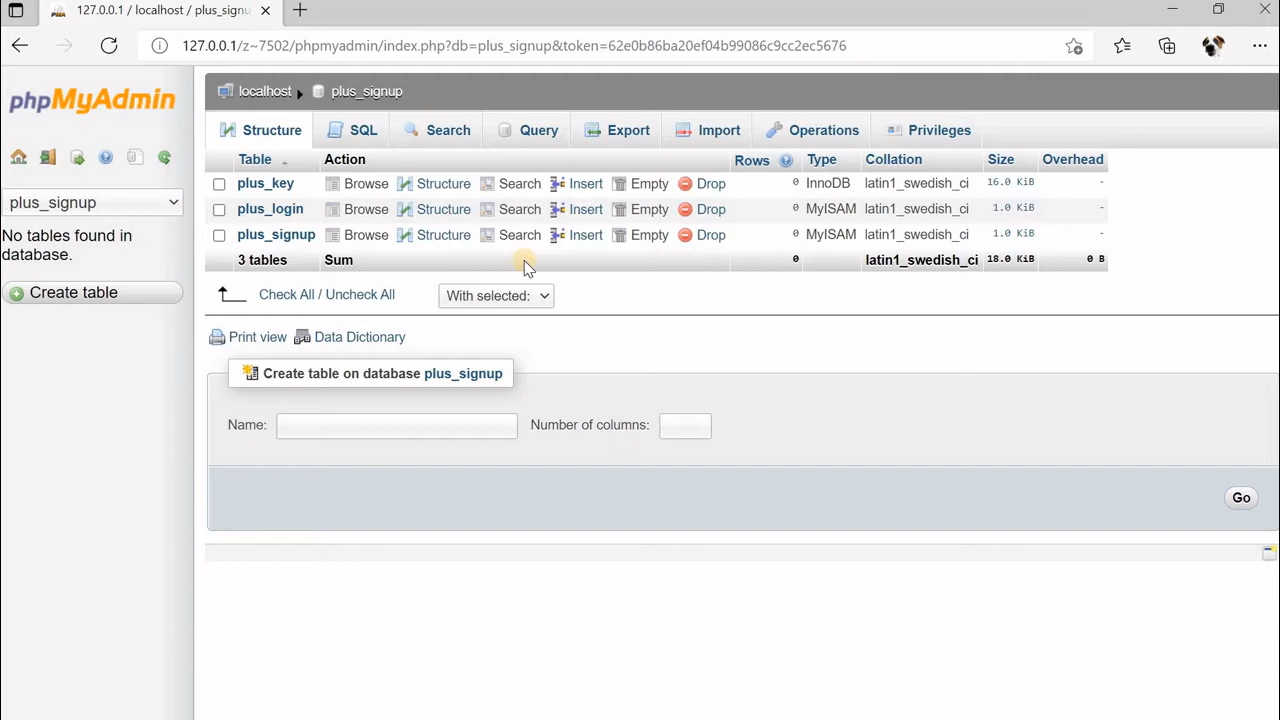 127.0.0.1 / localhost / plus_signu
127.0.0.1/z~7502/phpmyadmin/index.php?db=plus_signup&token=62e0b86ba20ef04b99086c9cc2ec5676
phpMyAdmin
plus_signup
No tables found in
database.
Create table
localhost plus_signup
Structure SQL Search Query Export Import Operations Privileges
Table Action Rows Type Collation Size Overhead
plus_key Browse Structure Search Insert Empty Drop 0 InnoDB latin1_swedish_ci 16.0 KiB -
plus_login Browse Structure Search Insert Empty Drop 0 MyISAM latin1_swedish_ci 1.0 KiB -
plus_signup Browse Structure Search Insert Empty Drop 0 MyISAM latin1_swedish_ci 1.0 KiB -
3 tables Sum 0 latin1_swedish_ci 18.0 KiB 0 B
Check All / Uncheck All With selected:
Print view Data Dictionary
Create table on database plus_signup
Name: Number of columns:
Go